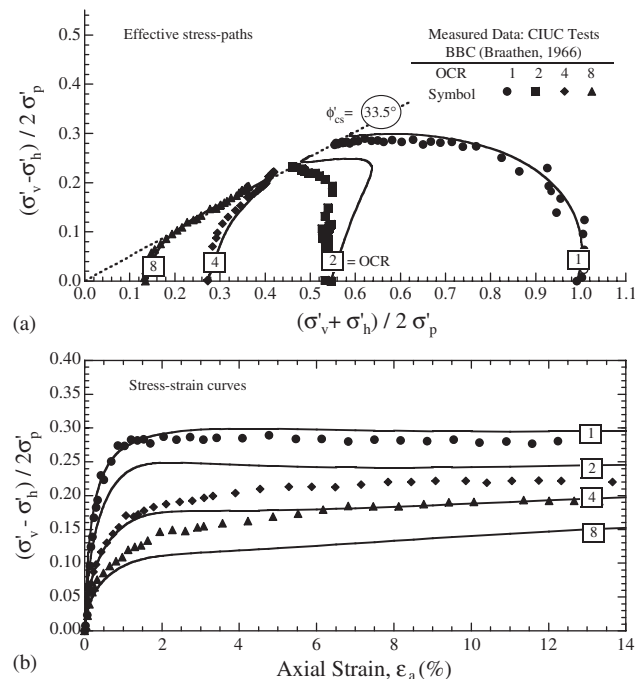 Effective stress-paths
Measured Data: CIUC Tests
BBC (Braathen, 1966)
OCR 1 2 4 8
Symbol
ϕ'cs= 33.5°
(σ'v-σ'h) / 2 σ'p
0.5
0.4
0.3
0.2
0.1
0.0
8
4
2 = OCR
1
0.0 0.1 0.2 0.3 0.4 0.5 0.6 0.7 0.8 0.9 1.0 1.1
(a)
(σ'v+ σ'h) / 2 σ'p
Stress-strain curves
(σ'v - σ'h) / 2σ'p
0.40
0.35
0.30
0.25
0.20
0.15
0.10
0.05
0.00
1
2
4
8
0 2 4 6 8 10 12 14
(b)
Axial Strain, εa(%)